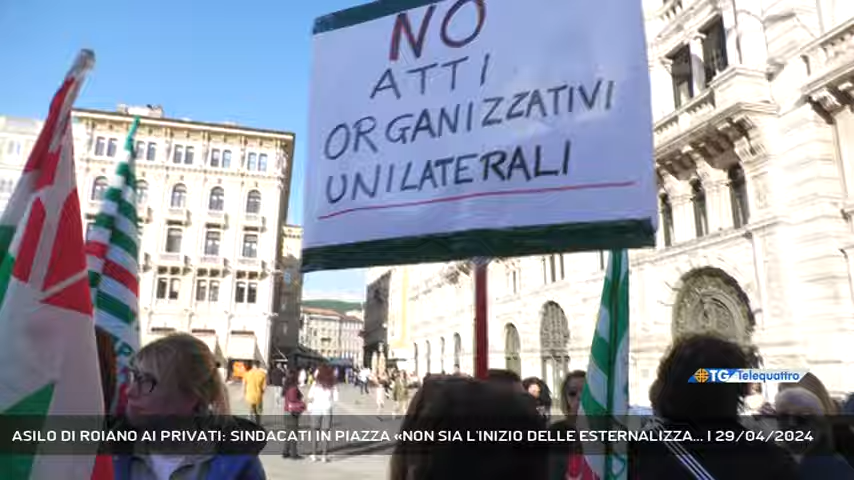 NO
ATTI
ORGANIZZATIVI
UNILATERALI
TG Telequattro
ASILO DI ROIANO AI PRIVATI: SINDACATI IN PIAZZA «NON SIA L'INIZIO DELLE ESTERNALIZZA... | 29/04/2024